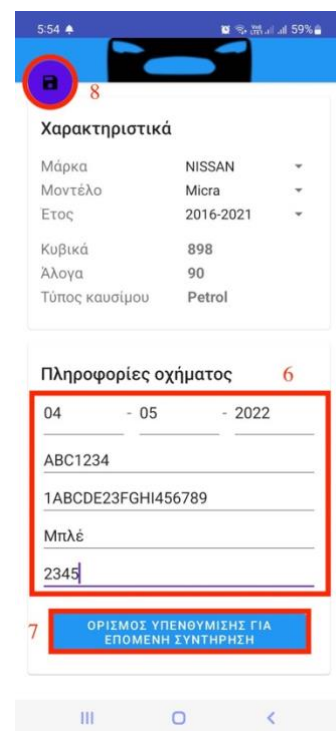 5:54 59%
8
Χαρακτηριστικά
Μάρκα NISSAN
Μοντέλο Micra
Έτος 2016-2021
Κυβικά 898
Άλογα 90
Τύπος καυσίμου Petrol
Πληροφορίες οχήματος 6
04 - 05 - 2022
ABC1234
1ABCDE23FGHI456789
Μπλέ
2345
7 ΟΡΙΣΜΟΣ ΥΠΕΝΘΥΜΙΣΗΣ ΓΙΑ
ΕΠΟΜΕΝΗ ΣΥΝΤΗΡΗΣΗ